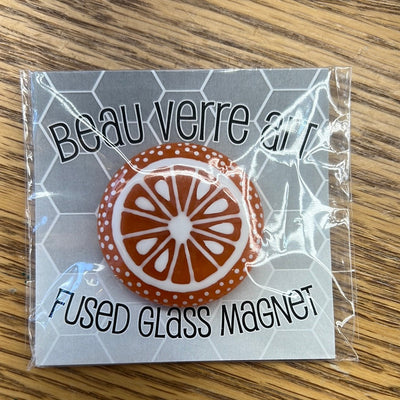 Beau Verre Art
Fused Glass Magnet